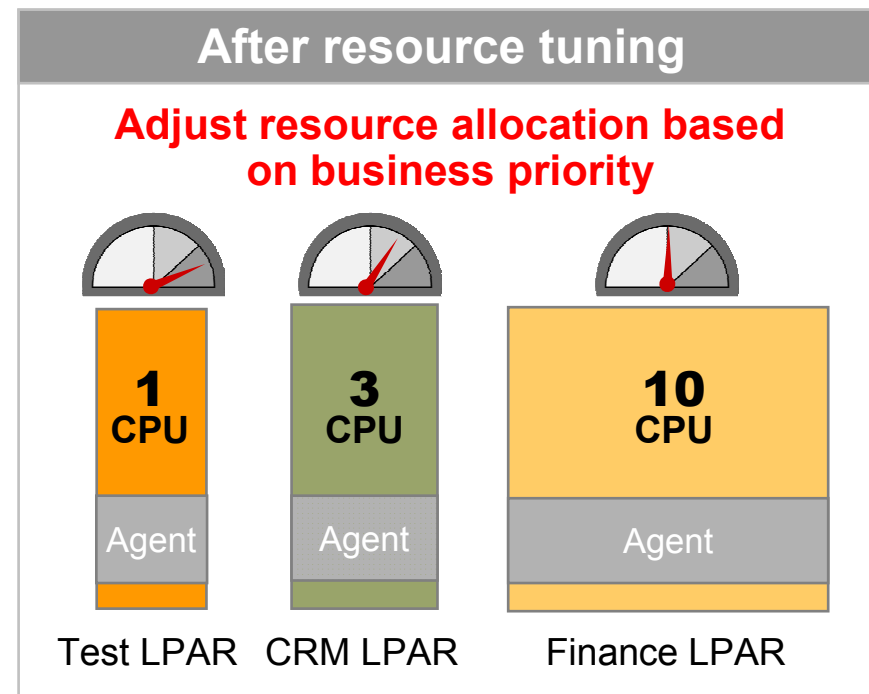 After resource tuning
Adjust resource allocation based
on business priority
1
CPU
3
CPU
10
CPU
Agent
Agent
Agent
Test LPAR
CRM LPAR
Finance LPAR